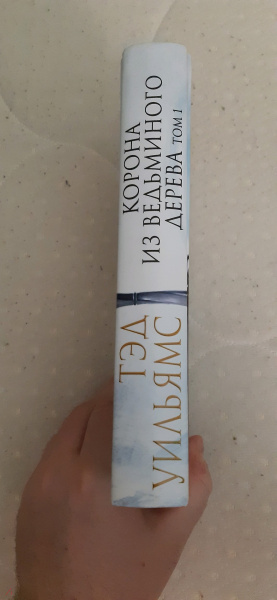 КОРОНА
ИЗ ВЕДЬМИНОГО
ДЕРЕВА ТОМ 1
ТЭД
УИЛЬЯМС